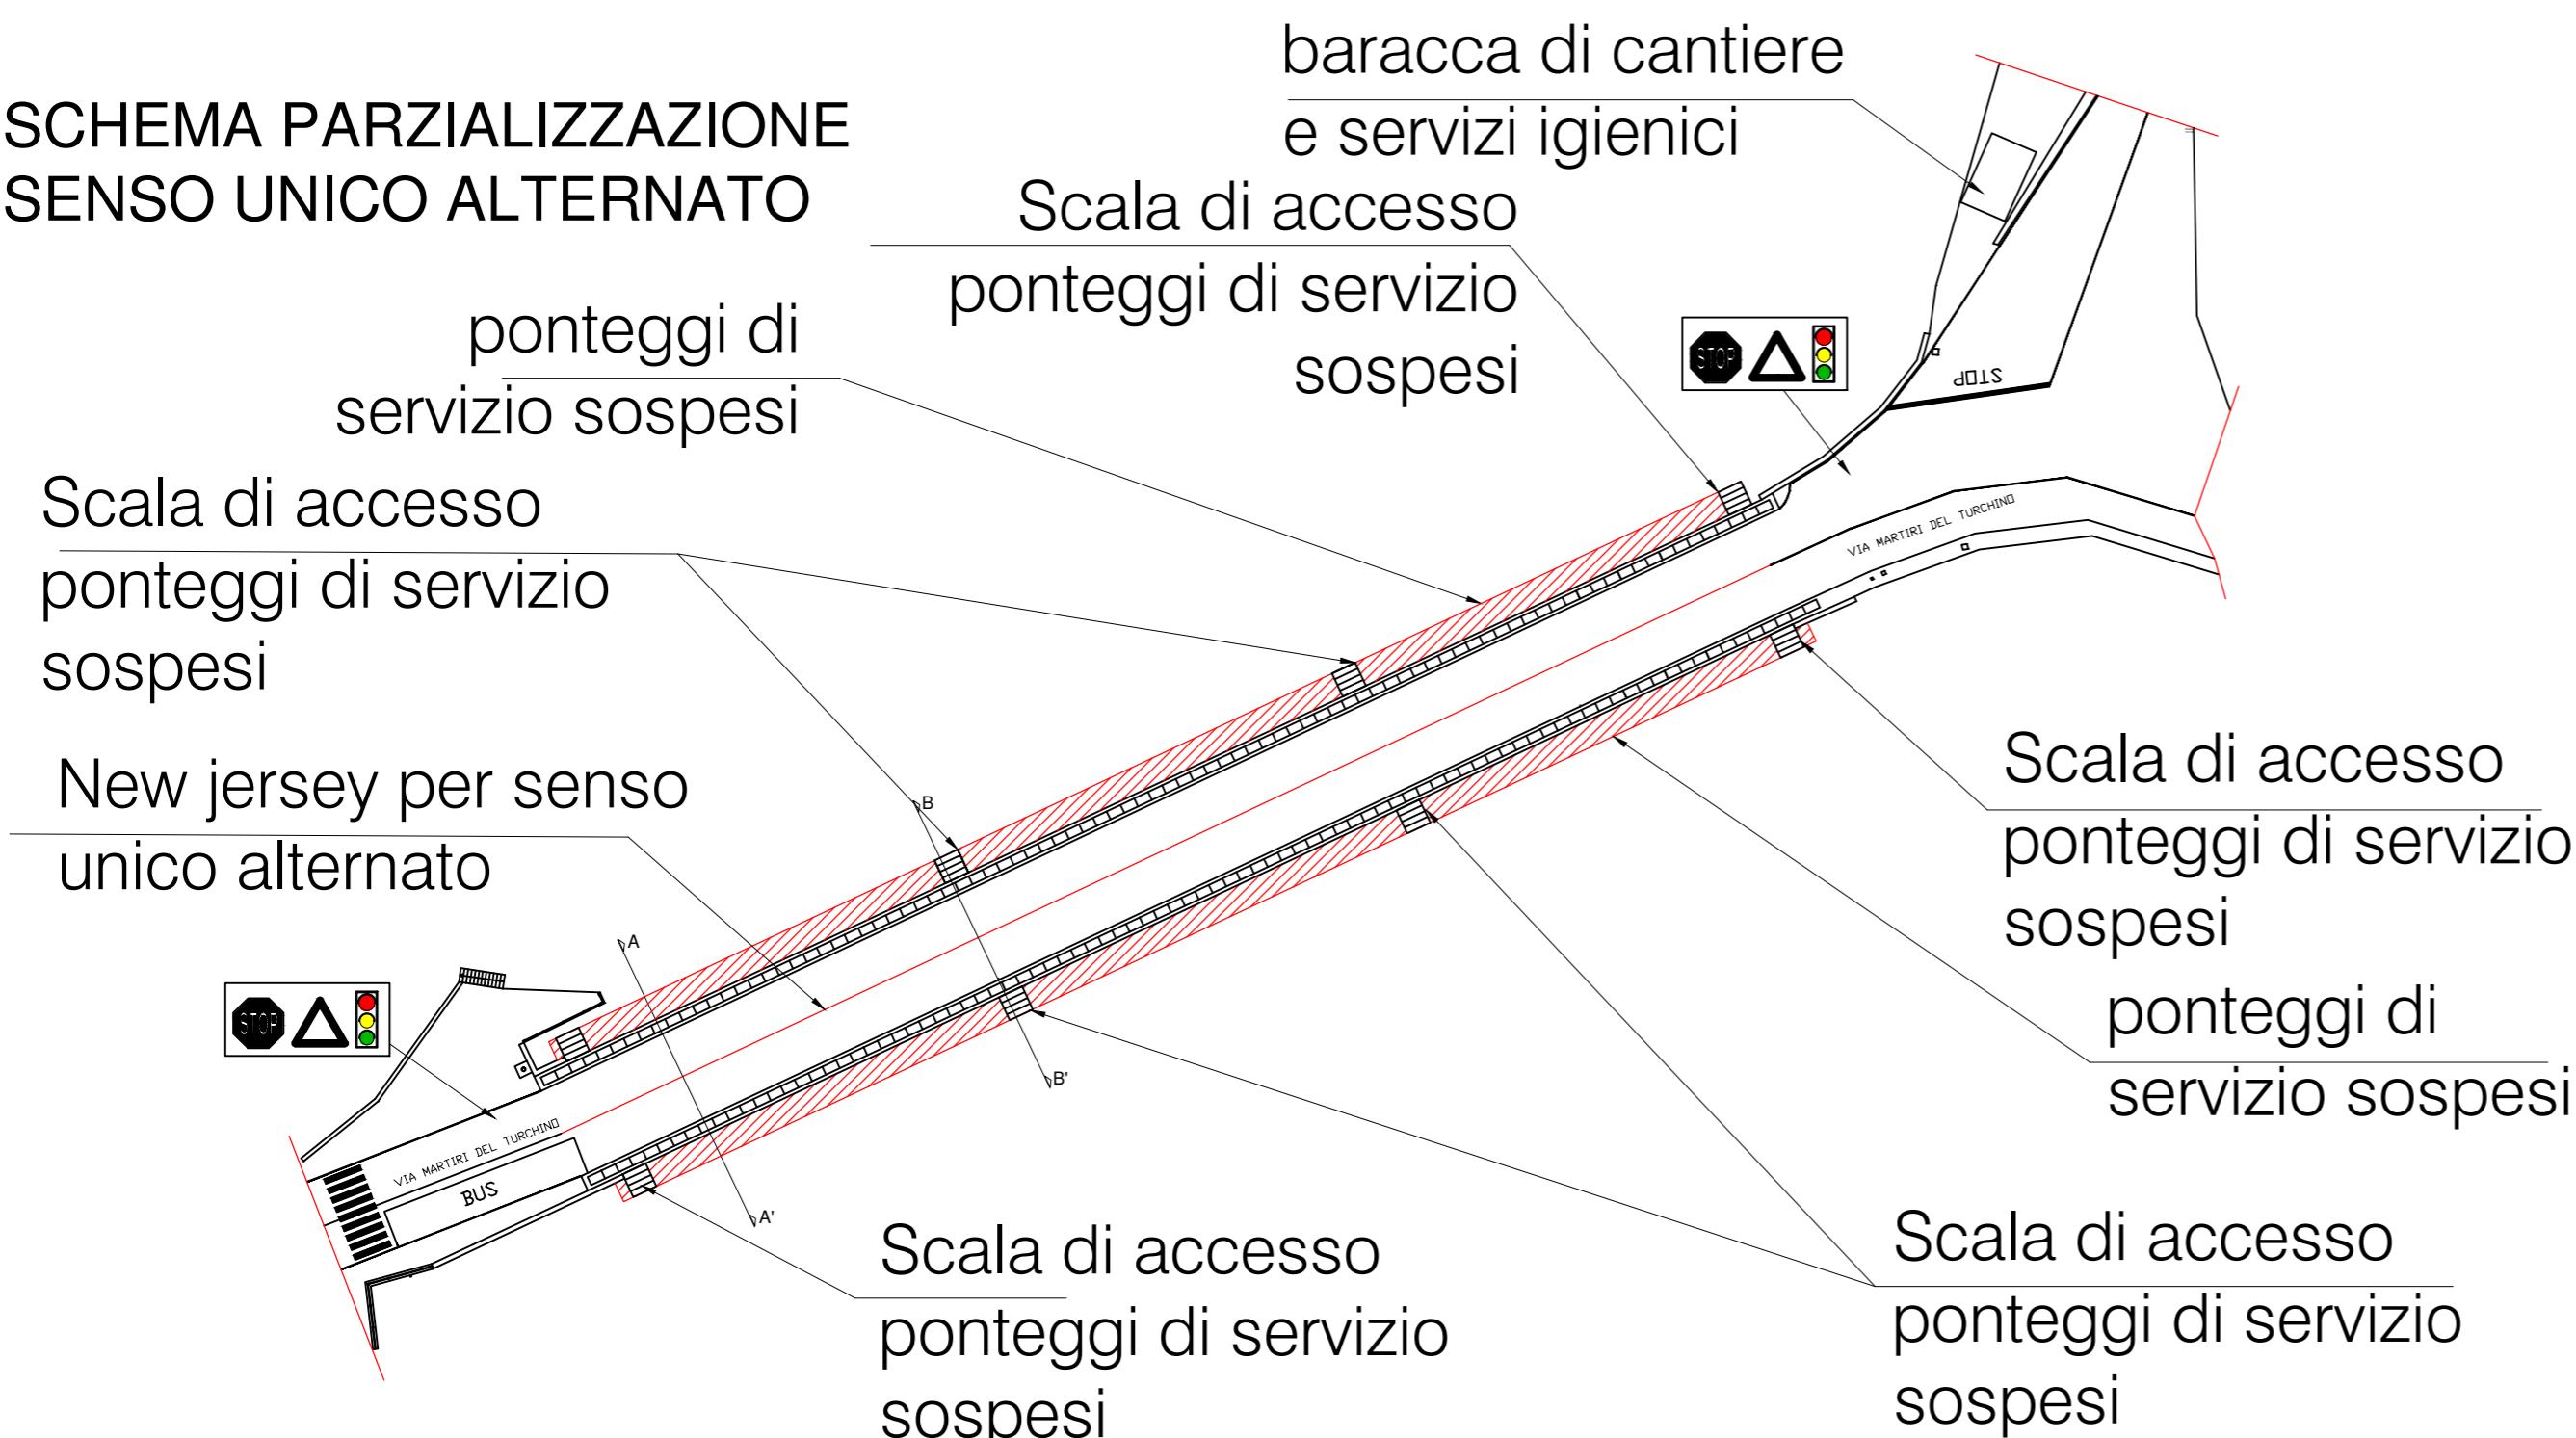 SCHEMA PARZIALIZZAZIONE
SENSO UNICO ALTERNATO
baracca di cantiere
e servizi igienici
Scala di accesso
ponteggi di servizio
sospesi
ponteggi di
servizio sospesi
Scala di accesso
ponteggi di servizio
sospesi
New jersey per senso
unico alternato
STOP
STOP
VIA MARTIRI DEL TURCHINO
B
A
B'
A'
STOP
VIA MARTIRI DEL TURCHINO
BUS
Scala di accesso
ponteggi di servizio
sospesi
ponteggi di
servizio sospesi
Scala di accesso
ponteggi di servizio
sospesi
Scala di accesso
ponteggi di servizio
sospesi